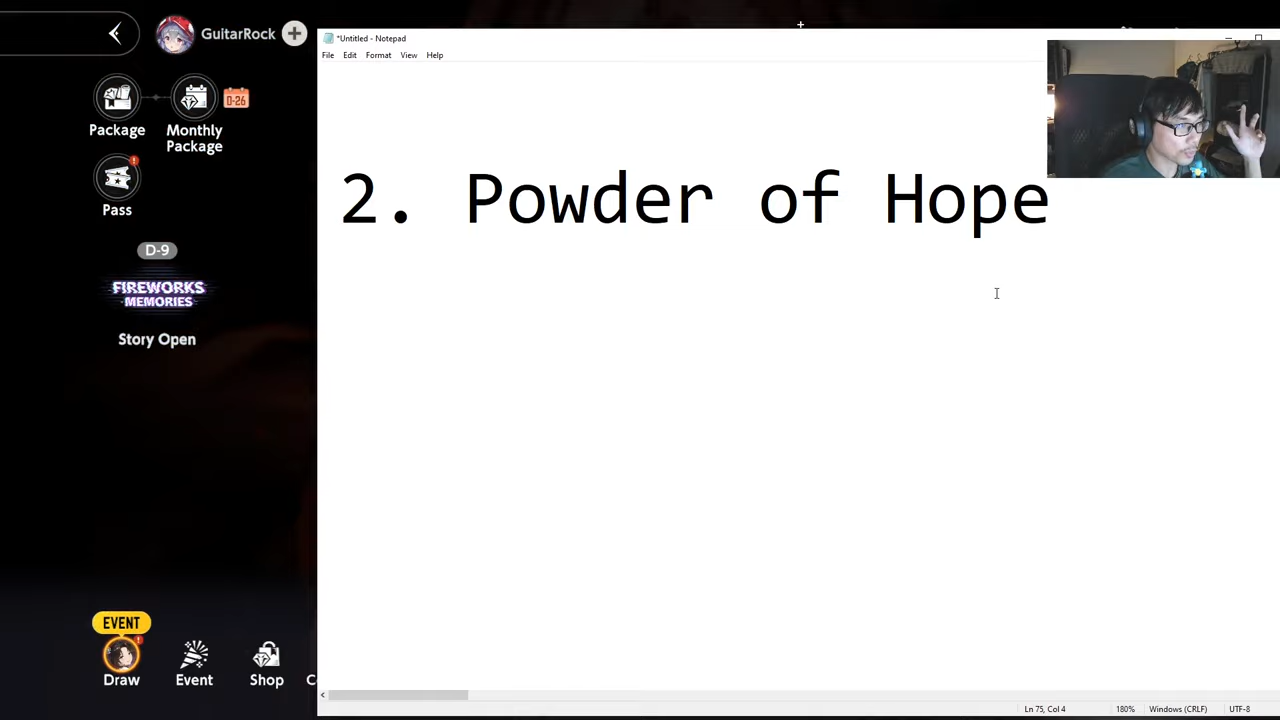 GuitarRock
Package
Monthly
Package
D-26
Pass
D-9
FIREWORKS
MEMORIES
Story Open
EVENT
Draw
Event
Shop
C
*Untitled - Notepad
File Edit Format View Help
2. Powder of Hope
Ln 75, Col 4
180%
Windows (CRLF)
UTF-8